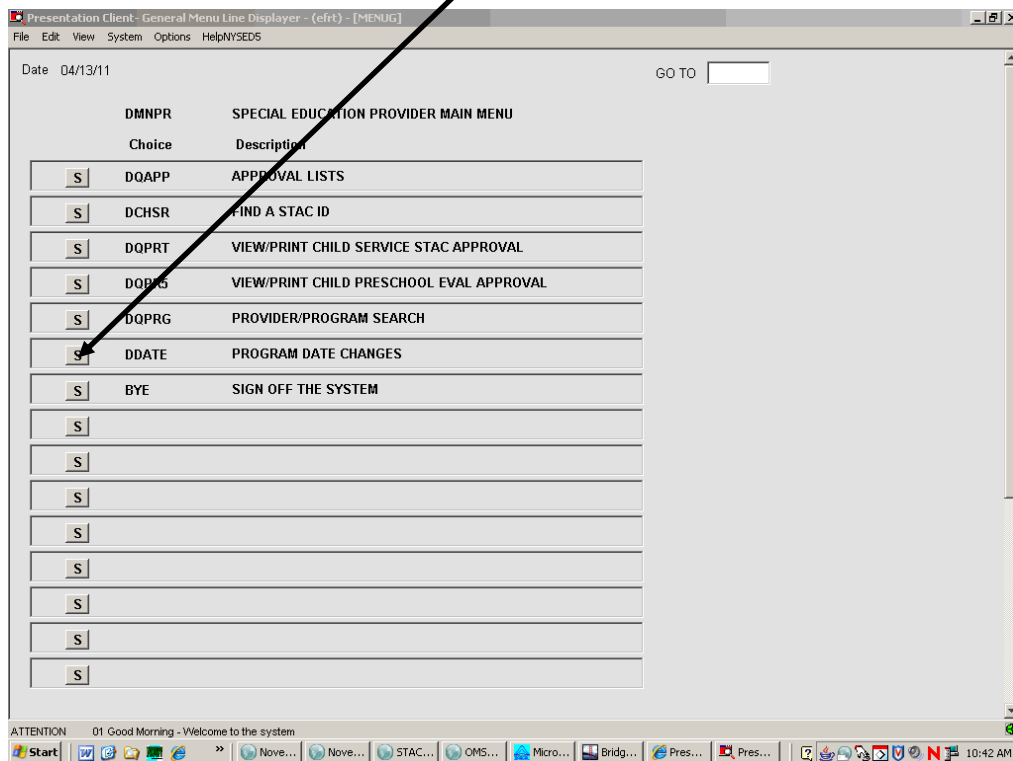 Presentation Client- General Menu Line Displayer - (efrt) - [MENUG]
File Edit View System Options HelpNYSED5
Date 04/13/11 GO TO
DMNPR SPECIAL EDUCATION PROVIDER MAIN MENU
Choice Description
S DQAPP APPROVAL LISTS
S DCHSR FIND A STAC ID
S DQPRT VIEW/PRINT CHILD SERVICE STAC APPROVAL
S DQPR5 VIEW/PRINT CHILD PRESCHOOL EVAL APPROVAL
S DQPRG PROVIDER/PROGRAM SEARCH
S DDATE PROGRAM DATE CHANGES
S BYE SIGN OFF THE SYSTEM
S
S
S
S
S
S
S
S
ATTENTION 01 Good Morning - Welcome to the system
Start » Nove... Nove... STAC... OMS... Micro... Bridg... Pres... Pres... 10:42 AM